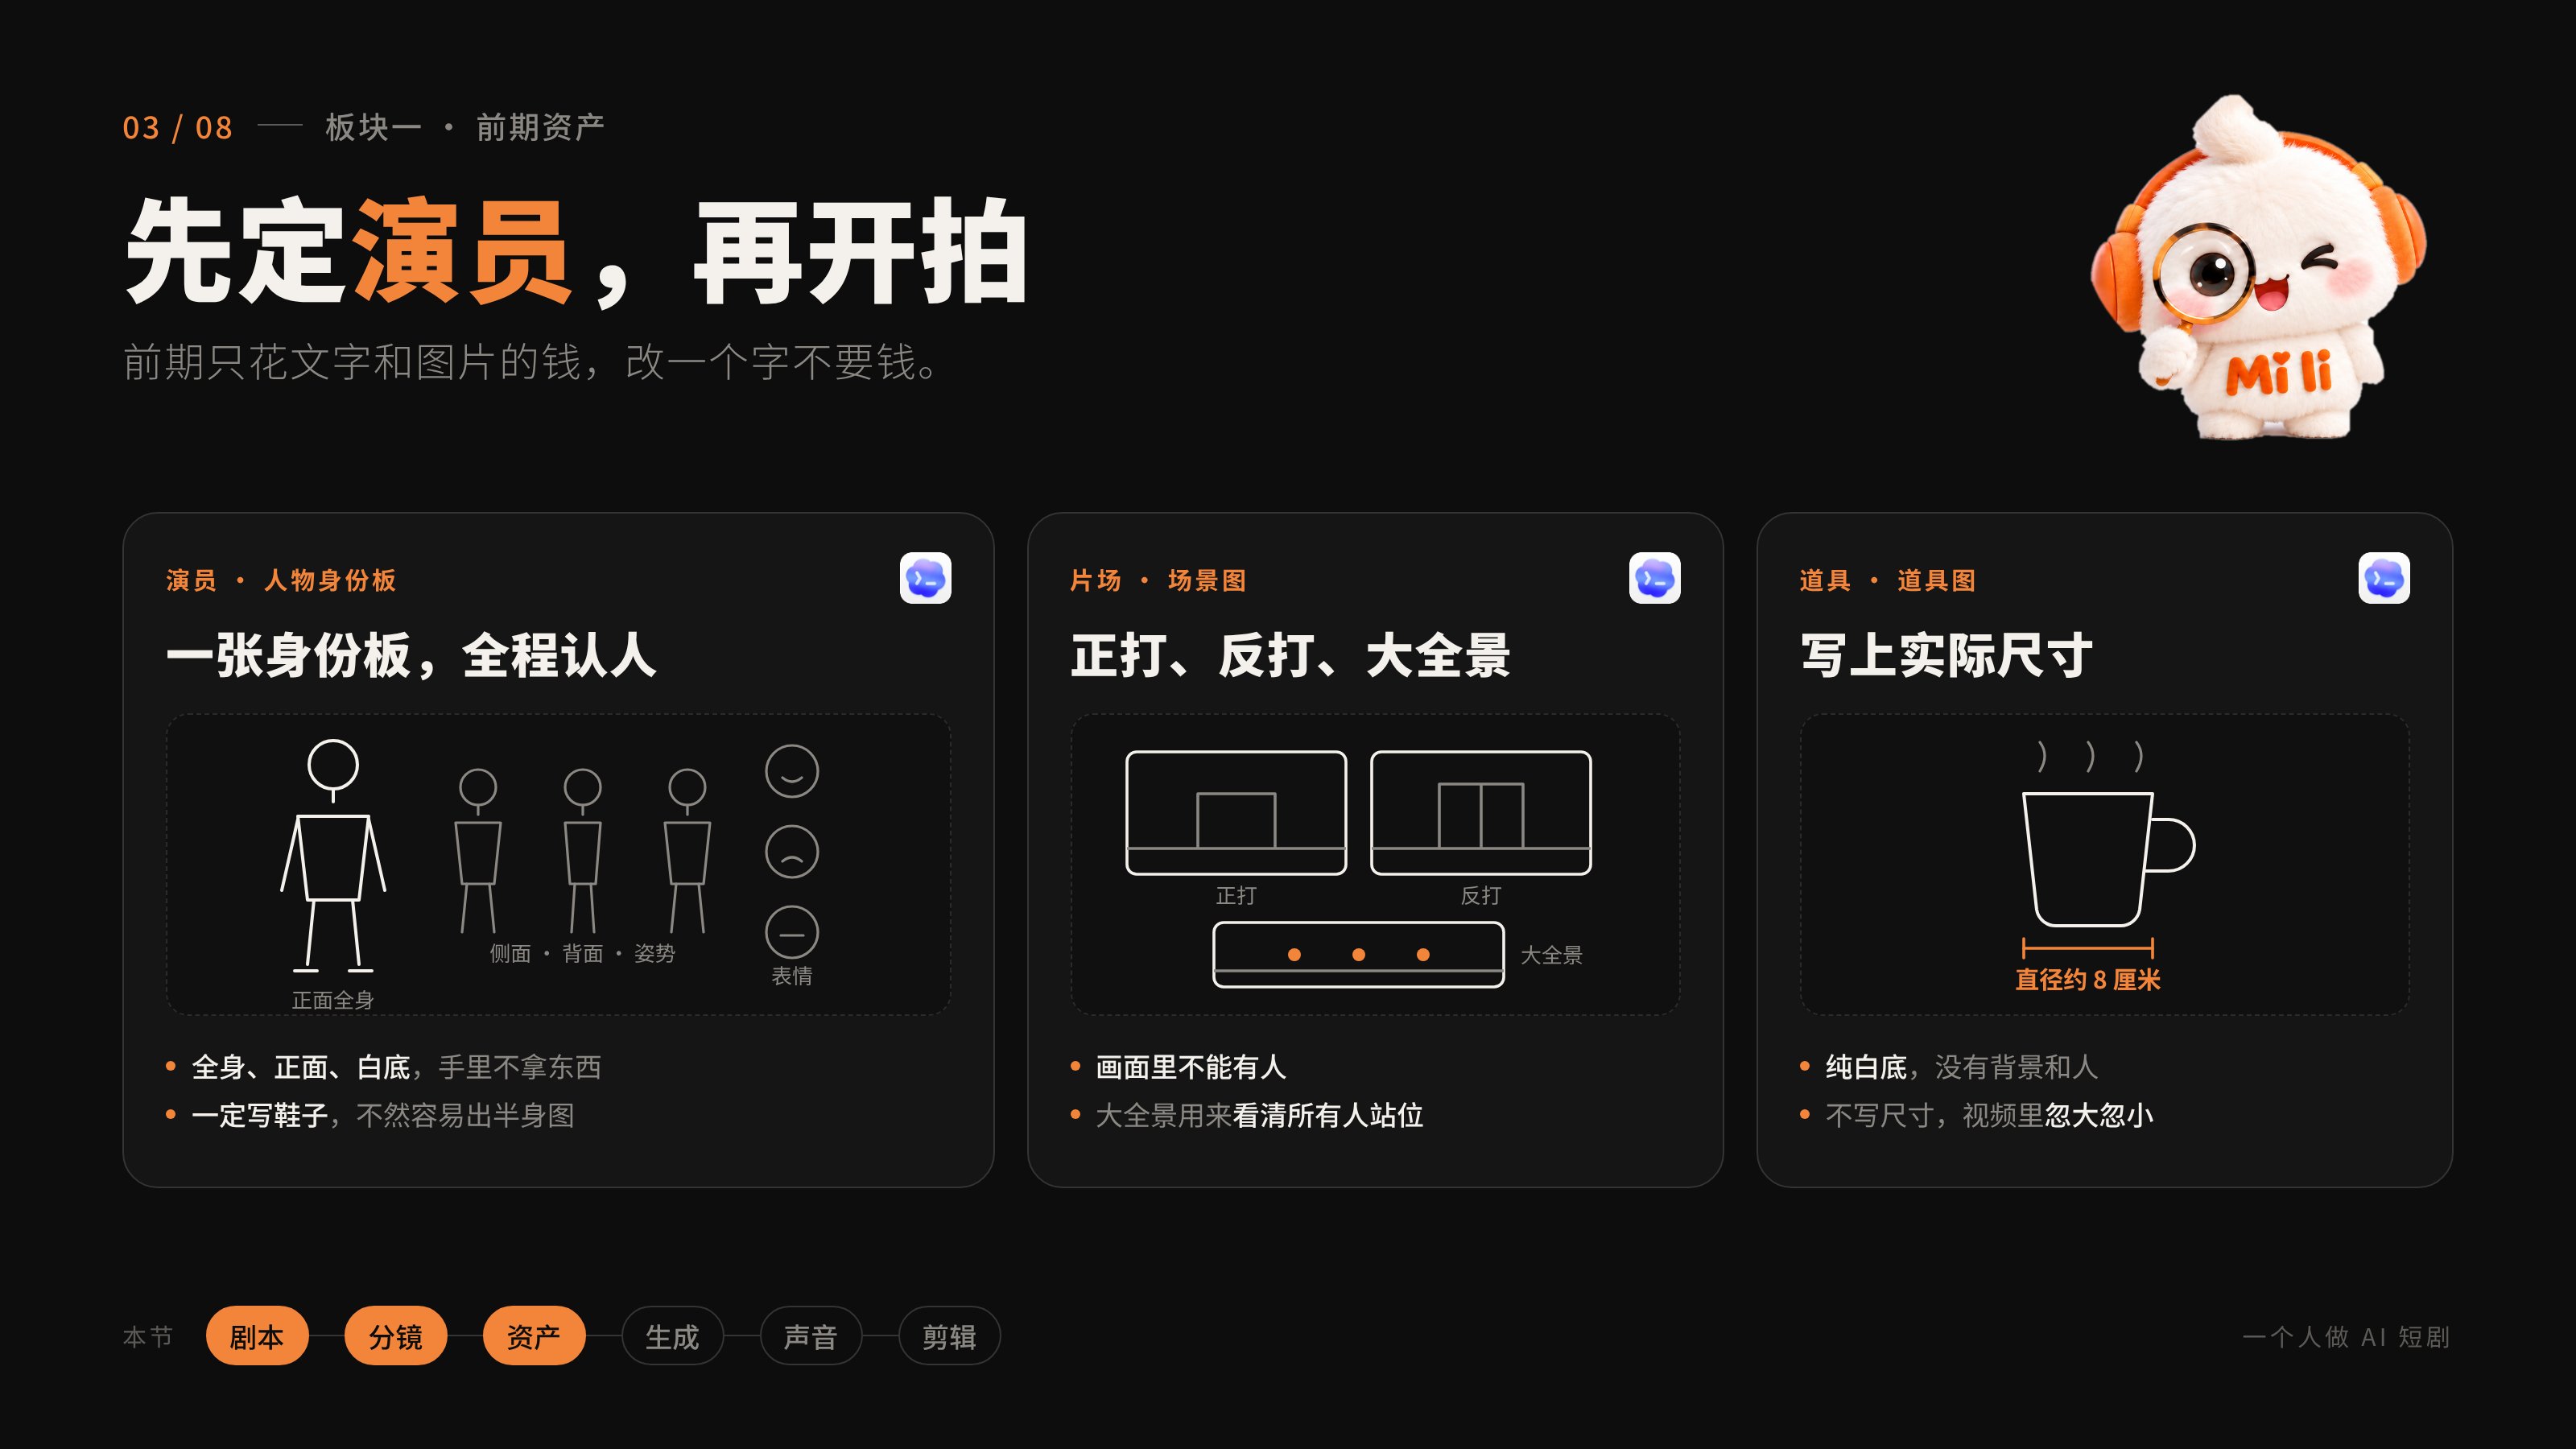 03 / 08 — 板块一 · 前期资产
先定演员，再开拍
前期只花文字和图片的钱，改一个字不要钱。
Mi li
演员 · 人物身份板
一张身份板，全程认人
正面全身
侧面 · 背面 · 姿势
表情
全身、正面、白底，手里不拿东西
一定写鞋子，不然容易出半身图
片场 · 场景图
正打、反打、大全景
正打
反打
大全景
画面里不能有人
大全景用来看清所有人站位
道具 · 道具图
写上实际尺寸
直径约 8 厘米
纯白底，没有背景和人
不写尺寸，视频里忽大忽小
本节 剧本 分镜 资产 生成 声音 剪辑
一个人做 AI 短剧